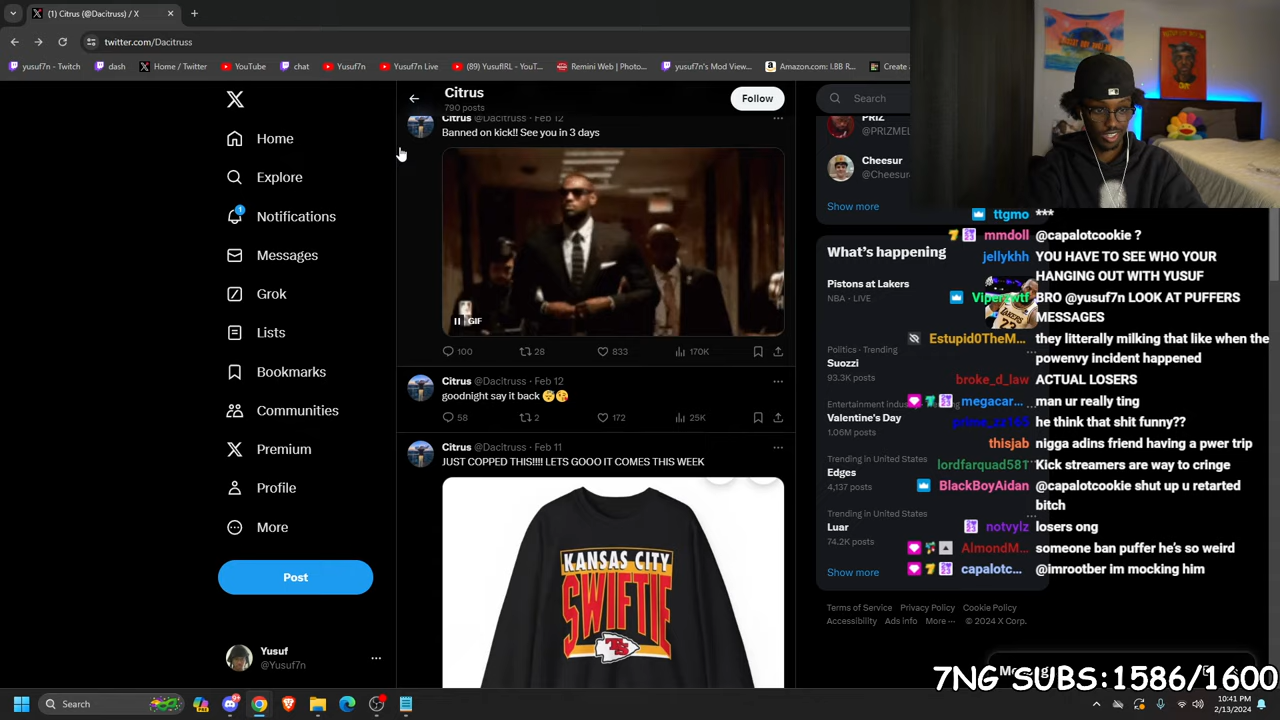 (1) Citrus (@Dacitruss) / X
twitter.com/Dacitruss
yusuf7n - Twitch
dash
Home / Twitter
YouTube
chat
Yusuf7n
Yusuf7n Live
(89) YusufIRL - YouT...
Remini Web | Photo...
yusuf7n's Mod View...
Amazon.com: I.BB R...
Create a
Home
Explore
1
Notifications
Messages
Grok
Lists
Bookmarks
Communities
Premium
Profile
More
Post
Yusuf
@Yusuf7n
Citrus
790 posts
Follow
Citrus @Dacitruss · Feb 12
Banned on kick!! See you in 3 days
GIF
100 28 833 170K
Citrus @Dacitruss · Feb 12
goodnight say it back
58 2 172 25K
Citrus @Dacitruss · Feb 11
JUST COPPED THIS!!!! LETS GOOO IT COMES THIS WEEK
KANSAS CITY
SWIFTIE
Search
PRIZ
@PRIZMEL
Cheesur
@Cheesure
Show more
What's happening
Pistons at Lakers
NBA · LIVE
Politics · Trending
Suozzi
93.3K posts
Valentine's Day
1.06M posts
Trending in United States
Edges
4,137 posts
Trending in United States
Luar
74.2K posts
Show more
Terms of Service Privacy Policy Cookie Policy
Accessibility Ads info More ··· © 2024 X Corp.
ttgmo ***
mmdoll @capalotcookie ?
jellykhh YOU HAVE TO SEE WHO YOUR
HANGING OUT WITH YUSUF
BRO @yusuf7n LOOK AT PUFFERS
MESSAGES
Estupid0TheM... they litterally milking that like when the
powenvy incident happened
broke_d_law ACTUAL LOSERS
megacar... man ur really ting
he think that shit funny??
thisjab nigga adins friend having a pwer trip
lordfarquad581 Kick streamers are way to cringe
BlackBoyAidan @capalotcookie shut up u retarted
bitch
notvylz losers ong
AlmondM... someone ban puffer he's so weird
capalotc... @imrootber im mocking him
7NG SUBS:1586/1600
Search
10:41 PM
2/13/2024